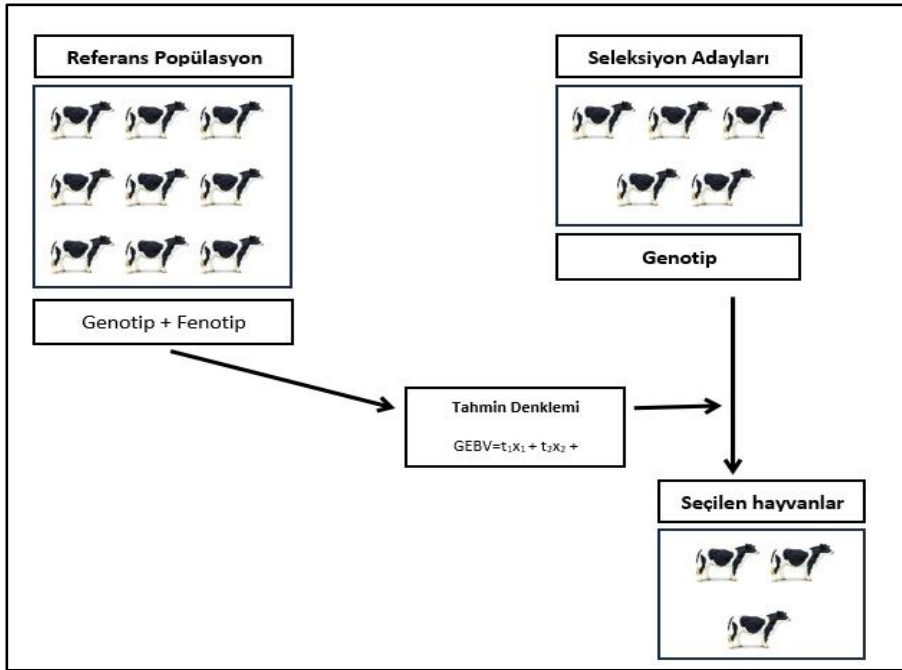 Referans Popülasyon
Seleksiyon Adayları
Genotip
Genotip + Fenotip
Tahmin Denklemi
GEBV=t₁x₁ + t₂x₂ +
Seçilen hayvanlar